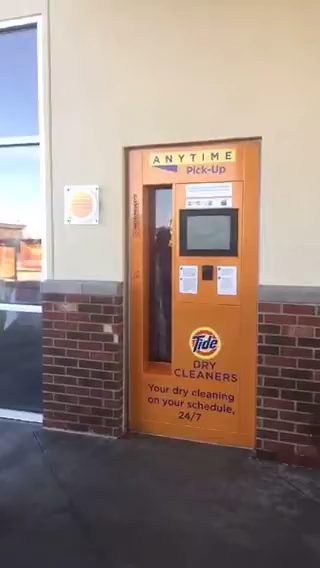 ANYTIME
Pick-Up
Tide
DRY
CLEANERS
Your dry cleaning
on your schedule,
24/7